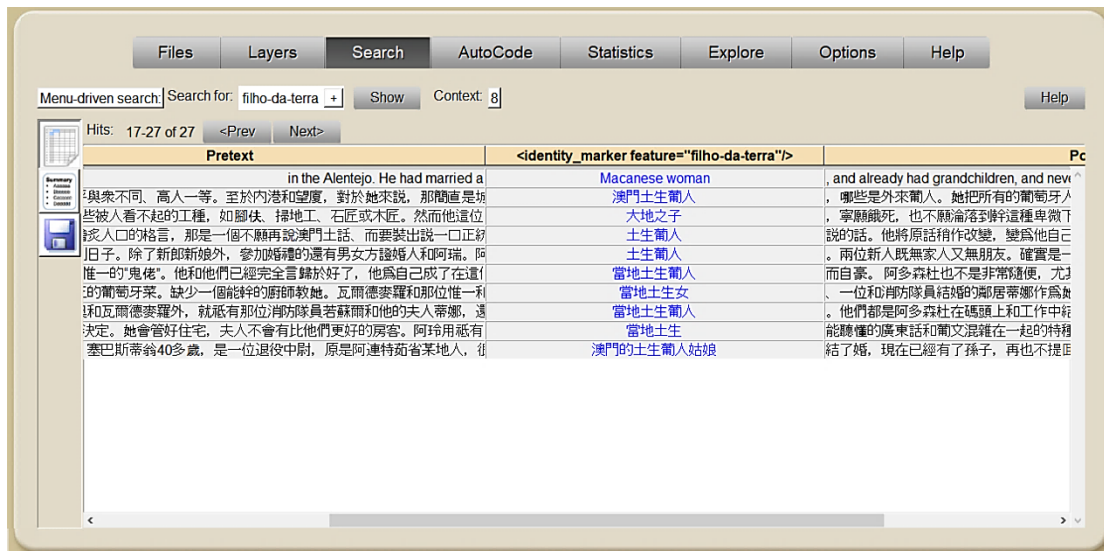 Files Layers Search AutoCode Statistics Explore Options Help
Menu-driven search: Search for: filho-da-terra + Show Context: 8 Help
Hits: 17-27 of 27 <Prev Next>
Pretext <identity_marker feature="filho-da-terra"/> Po
in the Alentejo. He had married a Macanese woman , and already had grandchildren, and neve
與衆不同、高人一等。至於内港和望廈，對於她來説，那簡直是 澳門土生葡人 ，哪些是外來葡人。她把所有的葡萄牙人
些被人看不起的工種，如腳伕、掃地工、石匠或木匠。然而他這位 大地之子 ，寧願餓死，也不願淪落到幹這種卑微下
人口的格言，那是一個不願再説澳門土話、而要裝出説一口正統 土生葡人 説的話。他將原話稍作改變，變爲他自己
日子。除了新郎新娘外，參加婚禮的還有男女方證婚人和阿瑞。阿 土生葡人 。兩位新人既無家人又無朋友。確實是一
惟一的"鬼佬"。他和他們已經完全言歸於好了，他爲自己成了在這 當地土生葡人 而自豪。阿多森杜也不是非常隨便，尤其
的葡萄牙菜。缺少一個能幹的廚師教她。瓦爾德麥羅和那位惟一 當地土生女 、一位和消防隊員結婚的鄰居蒂娜作爲她
和瓦爾德麥羅外，就祇有那位消防隊員若蘇爾和他的夫人蒂娜，還 當地土生葡人 。他們都是阿多森杜在碼頭上和工作中結
決定。她會管好住宅，夫人不會有比他們更好的房客。阿玲用祇有 當地土生 能聽懂的廣東話和葡文混雜在一起的特種
塞巴斯蒂翁40多歲，是一位退役中尉，原是阿連特茹省某地人，很 澳門的土生葡人姑娘 結了婚，現在已經有了孫子，再也不提回
Summary